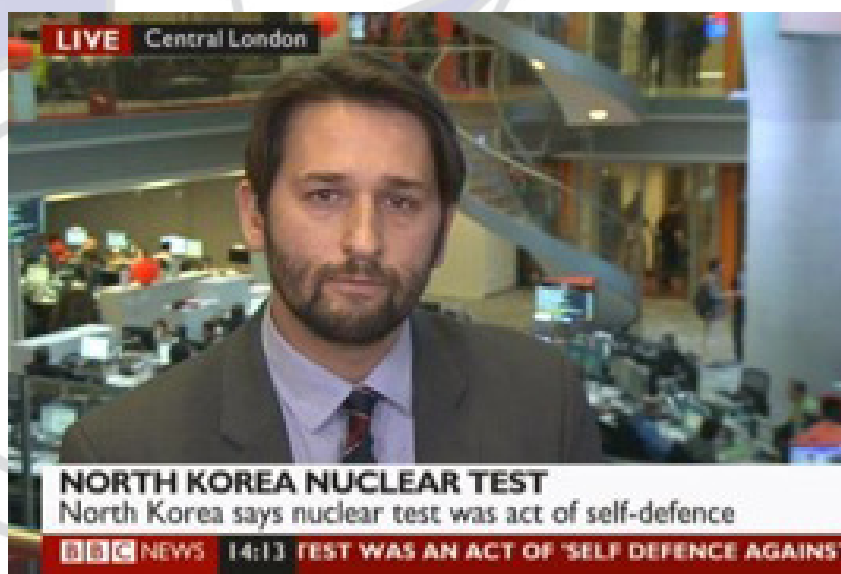 LIVE Central London
NORTH KOREA NUCLEAR TEST
North Korea says nuclear test was act of self-defence
BBC NEWS 14:13 TEST WAS AN ACT OF 'SELF DEFENCE AGAINS